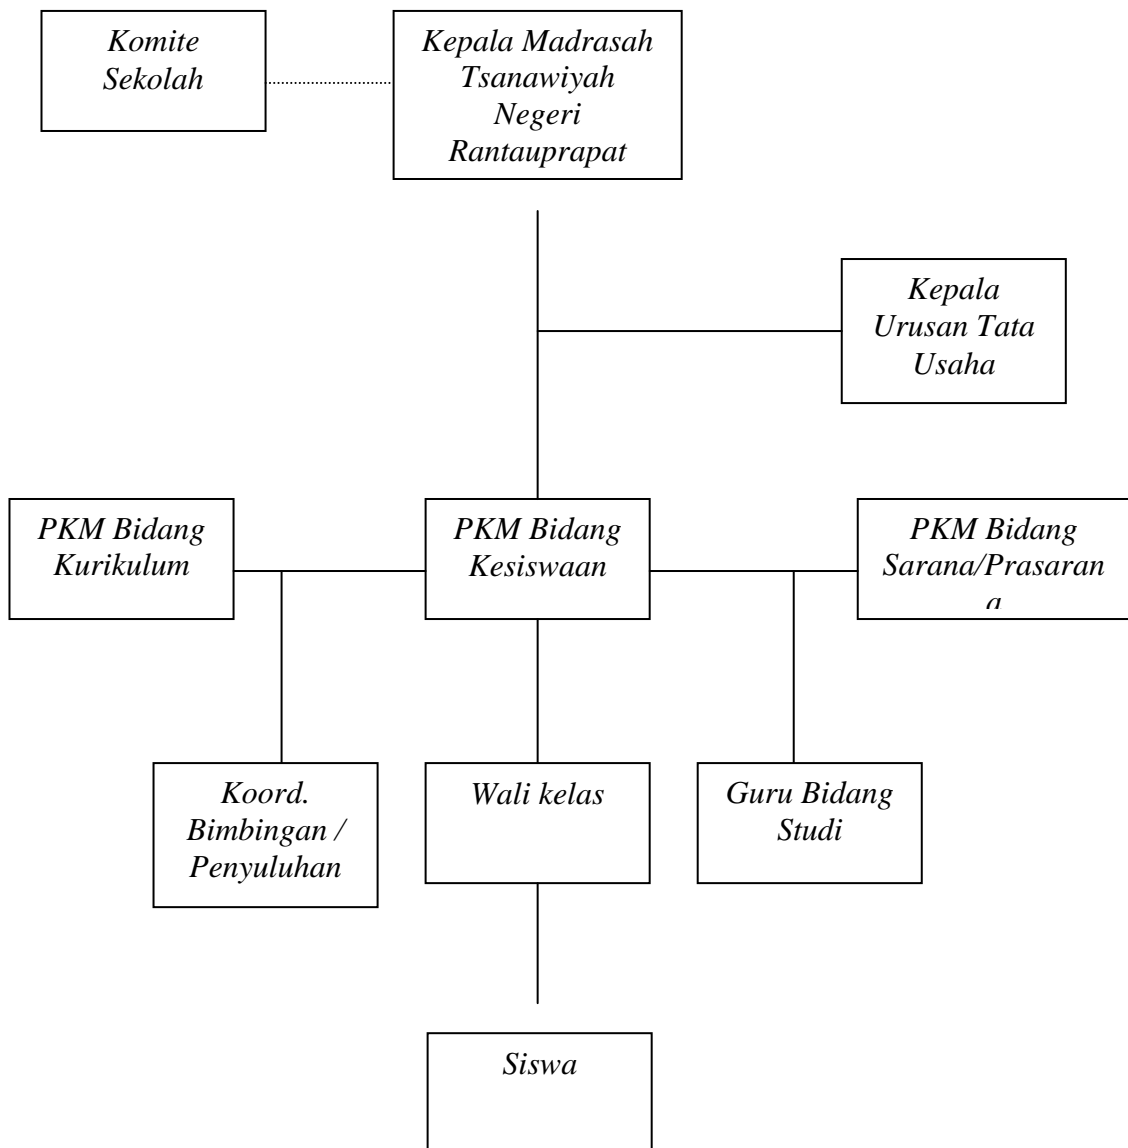 Komite
Sekolah
Kepala Madrasah
Tsanawiyah
Negeri
Rantauprapat
Kepala
Urusan Tata
Usaha
PKM Bidang
Kurikulum
PKM Bidang
Kesiswaan
PKM Bidang
Sarana/Prasaran
a
Koord.
Bimbingan /
Penyuluhan
Wali kelas
Guru Bidang
Studi
Siswa